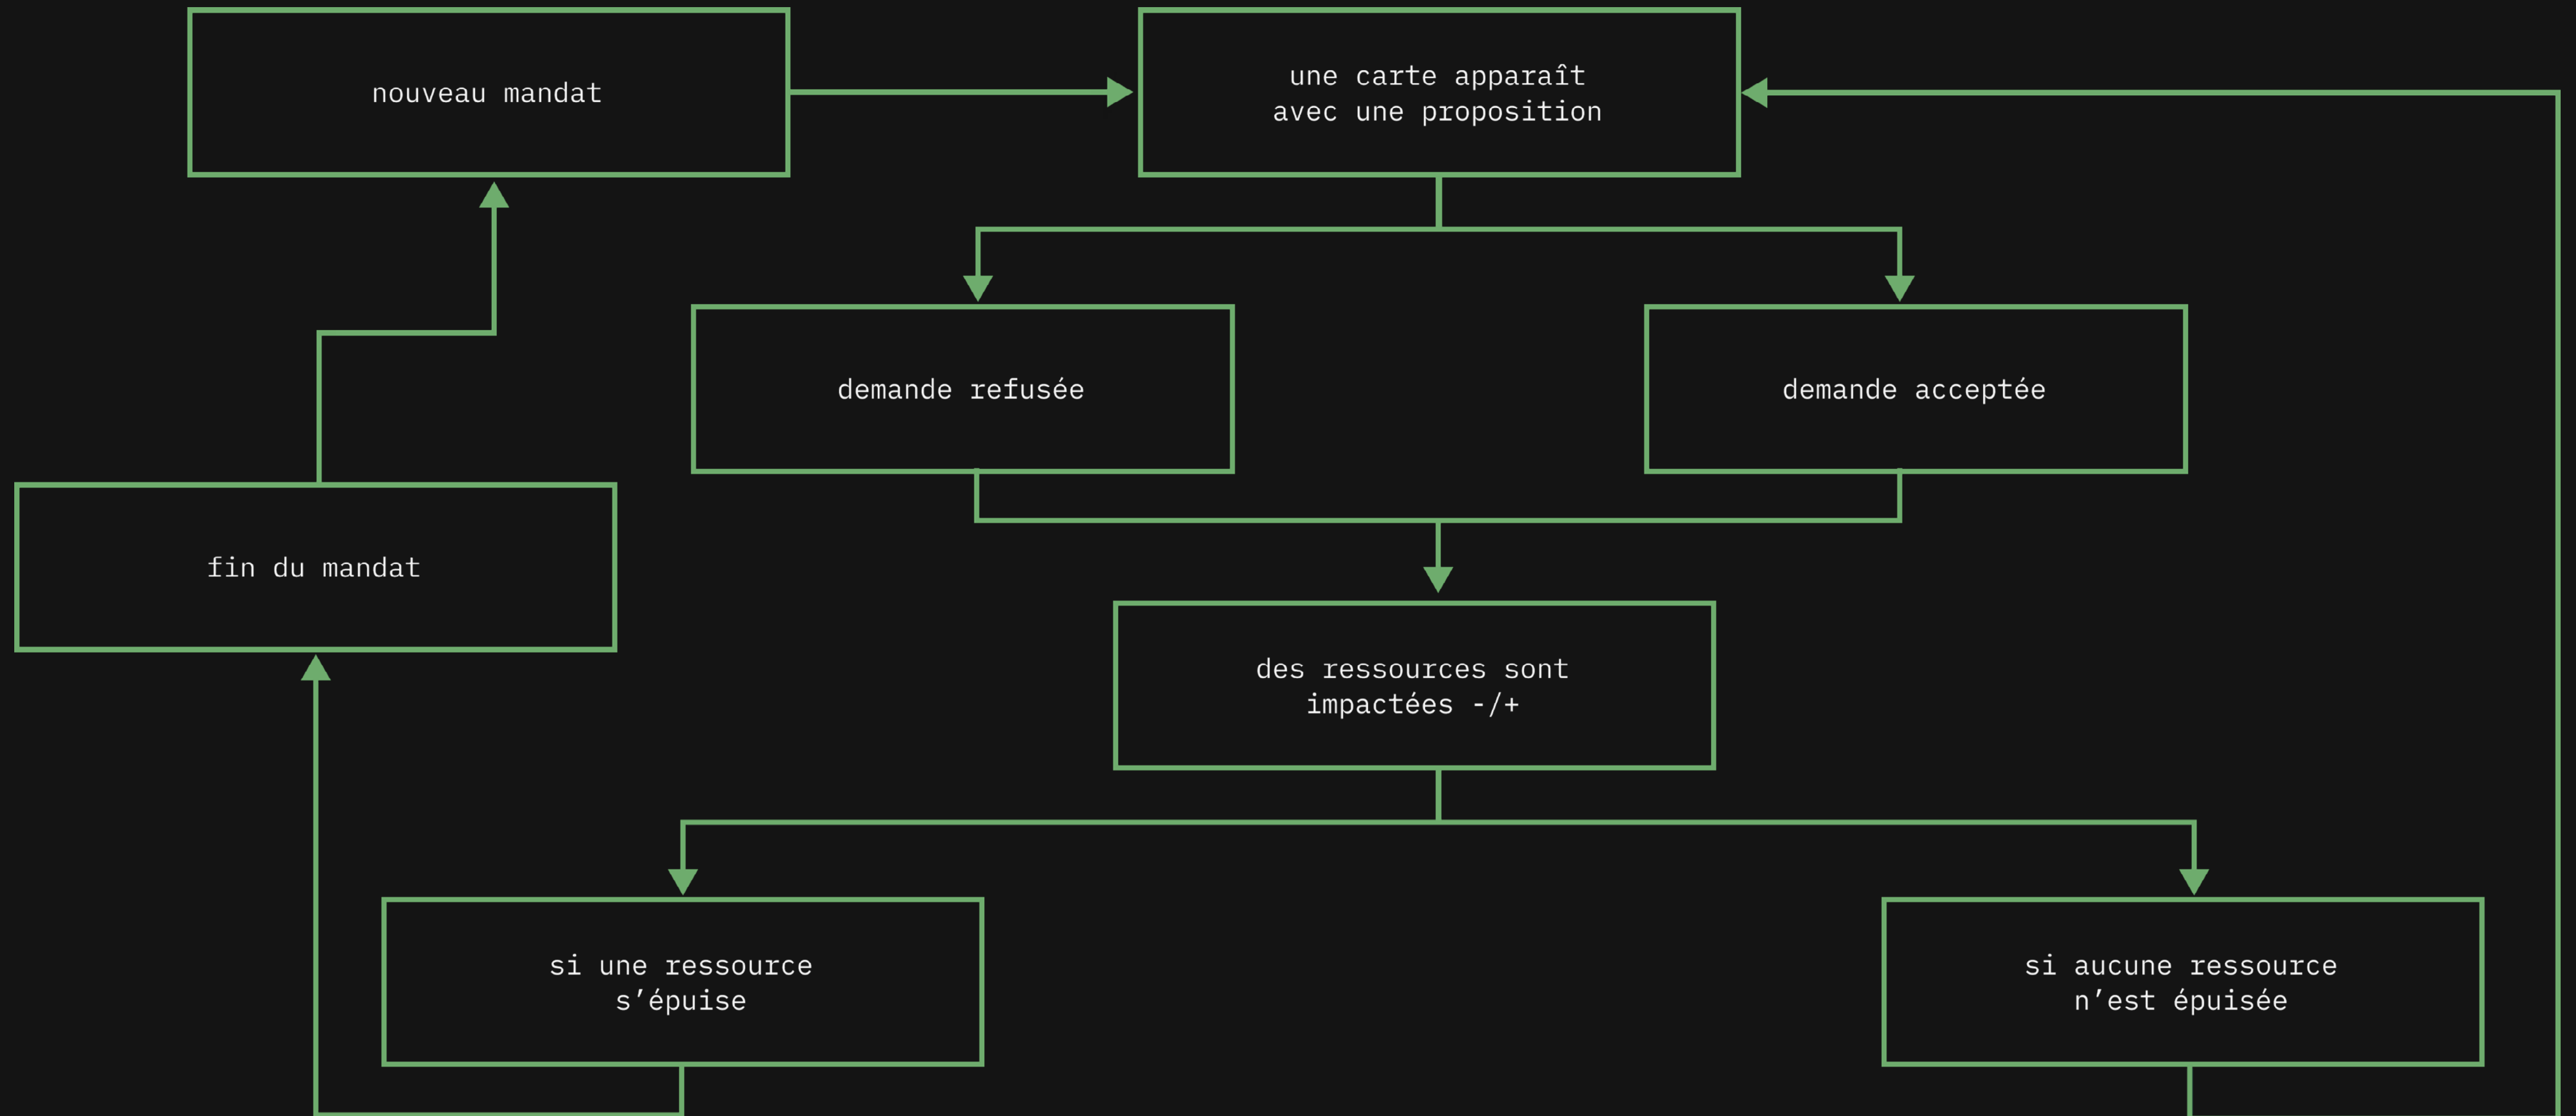 nouveau mandat
une carte apparaît
avec une proposition
demande refusée
demande acceptée
fin du mandat
des ressources sont
impactées -/+
si une ressource
s’épuise
si aucune ressource
n’est épuisée